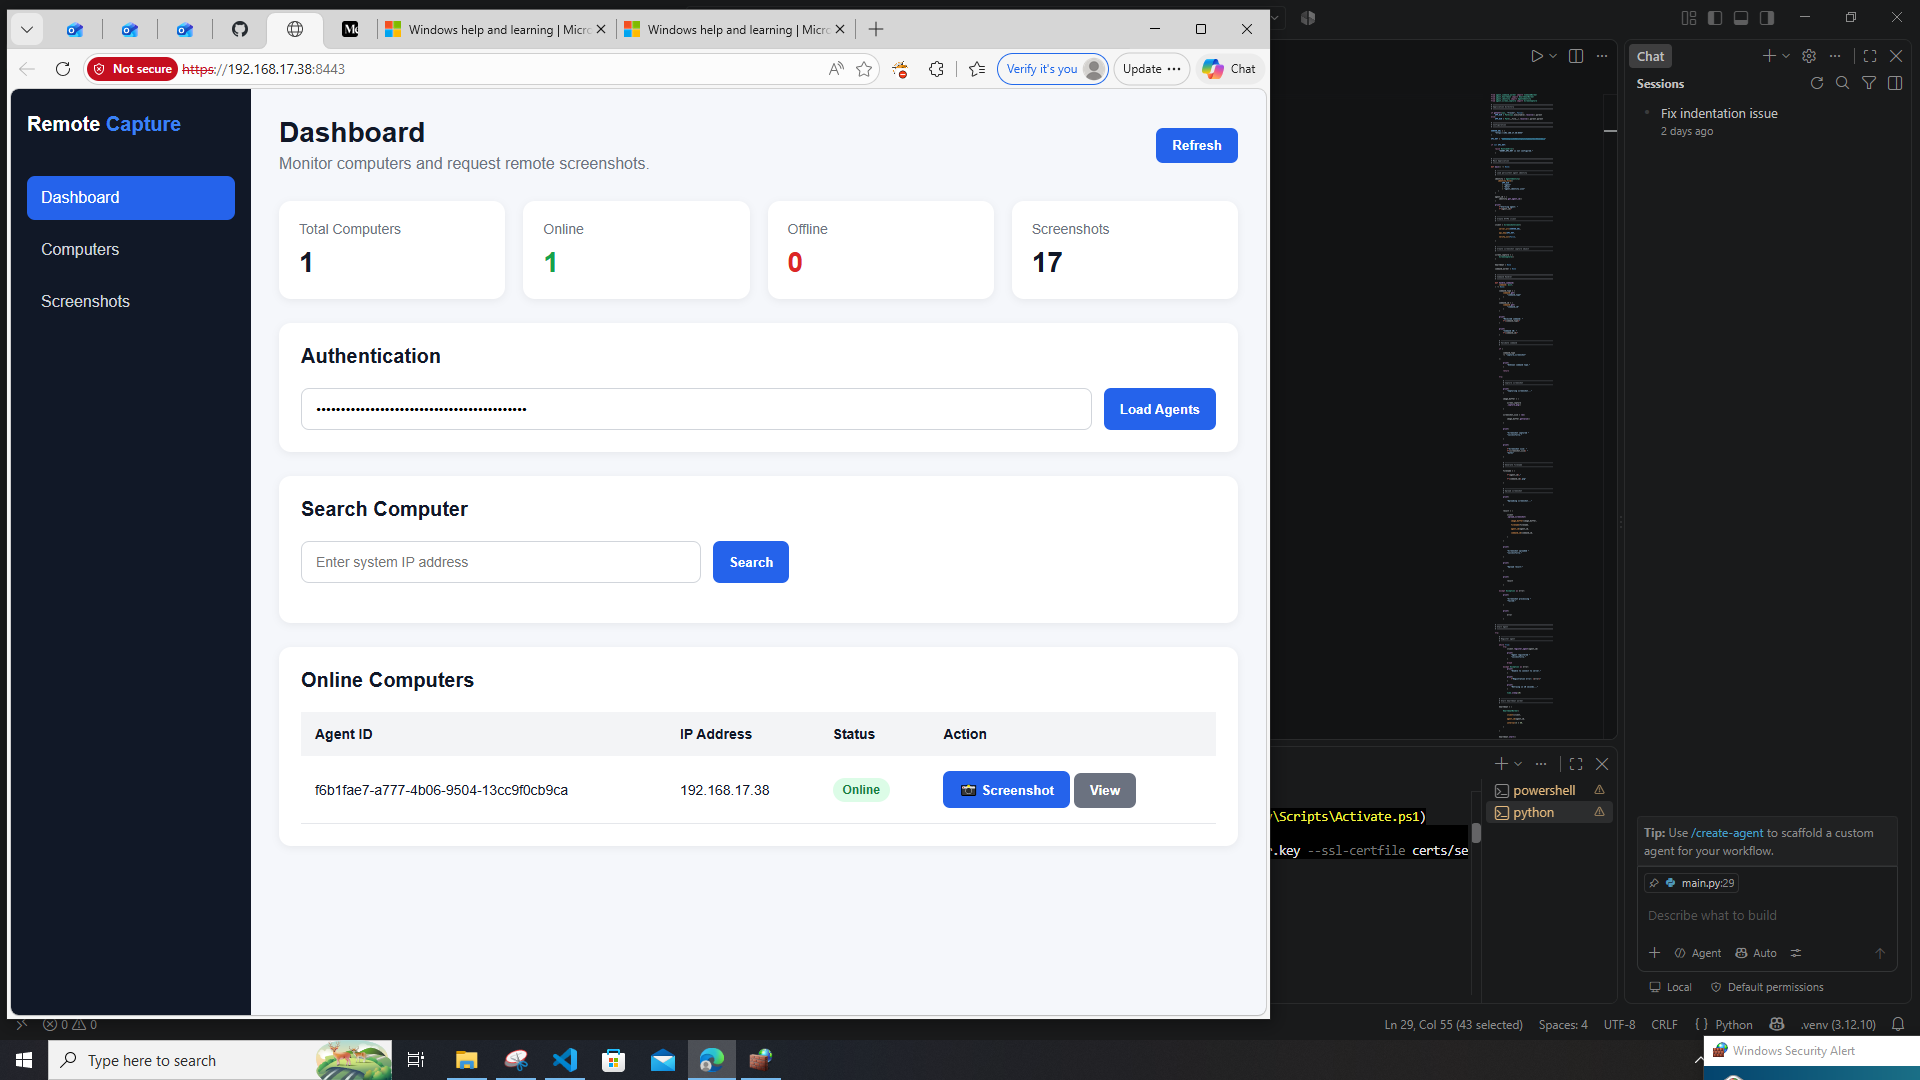 Windows help and learning | Micro
Windows help and learning | Micro
Not secure
https://192.168.17.38:8443
Verify it's you
Update
Chat
Remote Capture
Dashboard
Computers
Screenshots
Dashboard
Monitor computers and request remote screenshots.
Refresh
Total Computers
1
Online
1
Offline
0
Screenshots
17
Authentication
Load Agents
Search Computer
Enter system IP address
Search
Online Computers
Agent ID
IP Address
Status
Action
f6b1fae7-a777-4b06-9504-13cc9f0cb9ca
192.168.17.38
Online
Screenshot
View
Chat
Sessions
Fix indentation issue
2 days ago
\Scripts\Activate.ps1)
.key --ssl-certfile certs/se
powershell
python
Tip: Use /create-agent to scaffold a custom
agent for your workflow.
main.py:29
Describe what to build
Agent
Auto
Local
Default permissions
0
0
Ln 29, Col 55 (43 selected)
Spaces: 4
UTF-8
CRLF
{ } Python
.venv (3.12.10)
Type here to search
Windows Security Alert